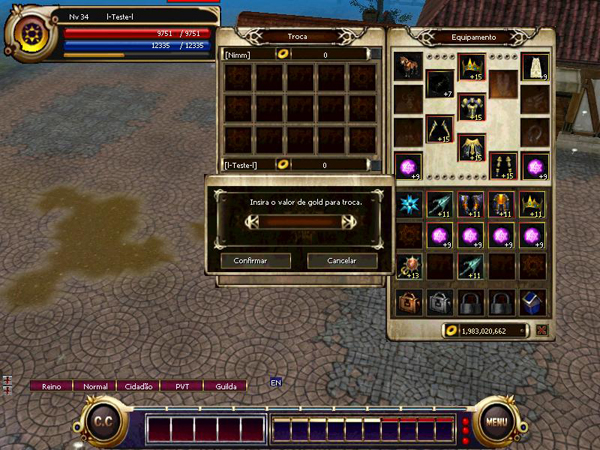 Nv 34 l-Teste-l
9751 / 9751
12335 / 12335
Troca
[Nimm] 0
[l-Teste-l] 0
Insira o valor de gold para troca.
Confirmar Cancelar
Equipamento
+15 +9
+7
+15
+15 +15
+9 +15 +9
+11 +11 +11 +11
+9 +9 +9 +9
+13 +11
1,983,020,662
Reino Normal Cidadão PVT Guilda EN
C.C MENU